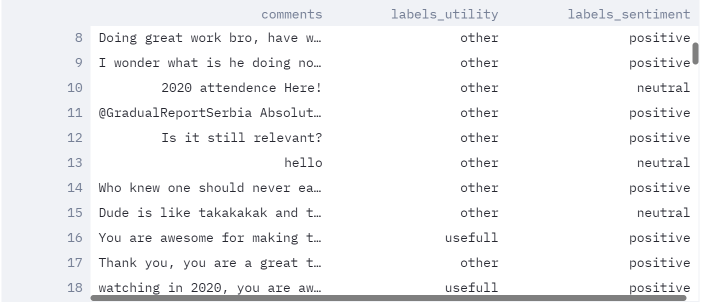 comments labels_utility labels_sentiment
8 Doing great work bro, have w… other positive
9 I wonder what is he doing no… other positive
10 2020 attendence Here! other neutral
11 @GradualReportSerbia Absolut… other positive
12 Is it still relevant? other positive
13 hello other neutral
14 Who knew one should never ea… other positive
15 Dude is like takakakak and t… other neutral
16 You are awesome for making t… usefull positive
17 Thank you, you are a great t… other positive
18 watching in 2020, you are aw… usefull positive